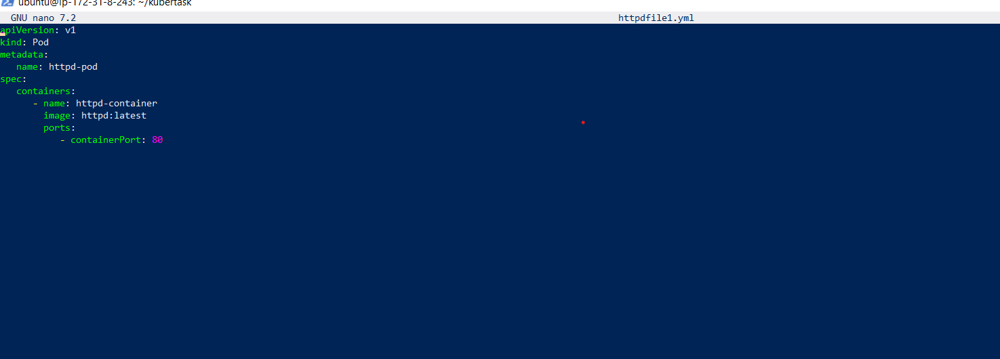 ubuntu@ip-172-31-8-243: ~/kubertask
GNU nano 7.2 httpdfile1.yml
apiVersion: v1
kind: Pod
metadata:
   name: httpd-pod
spec:
   containers:
      - name: httpd-container
        image: httpd:latest
        ports:
           - containerPort: 80